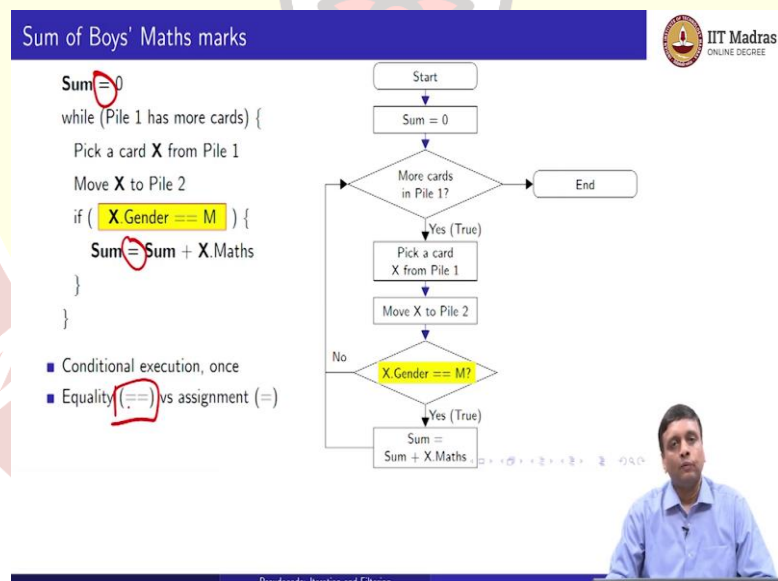 Sum of Boys' Maths marks
IIT Madras
ONLINE DEGREE
Sum = 0
while (Pile 1 has more cards) {
Pick a card X from Pile 1
Move X to Pile 2
if ( X.Gender == M ) {
Sum = Sum + X.Maths
}
}
Conditional execution, once
Equality (==) vs assignment (=)
Start
Sum = 0
More cards
in Pile 1?
End
Yes (True)
Pick a card
X from Pile 1
Move X to Pile 2
No
X.Gender == M?
Yes (True)
Sum =
Sum + X.Maths